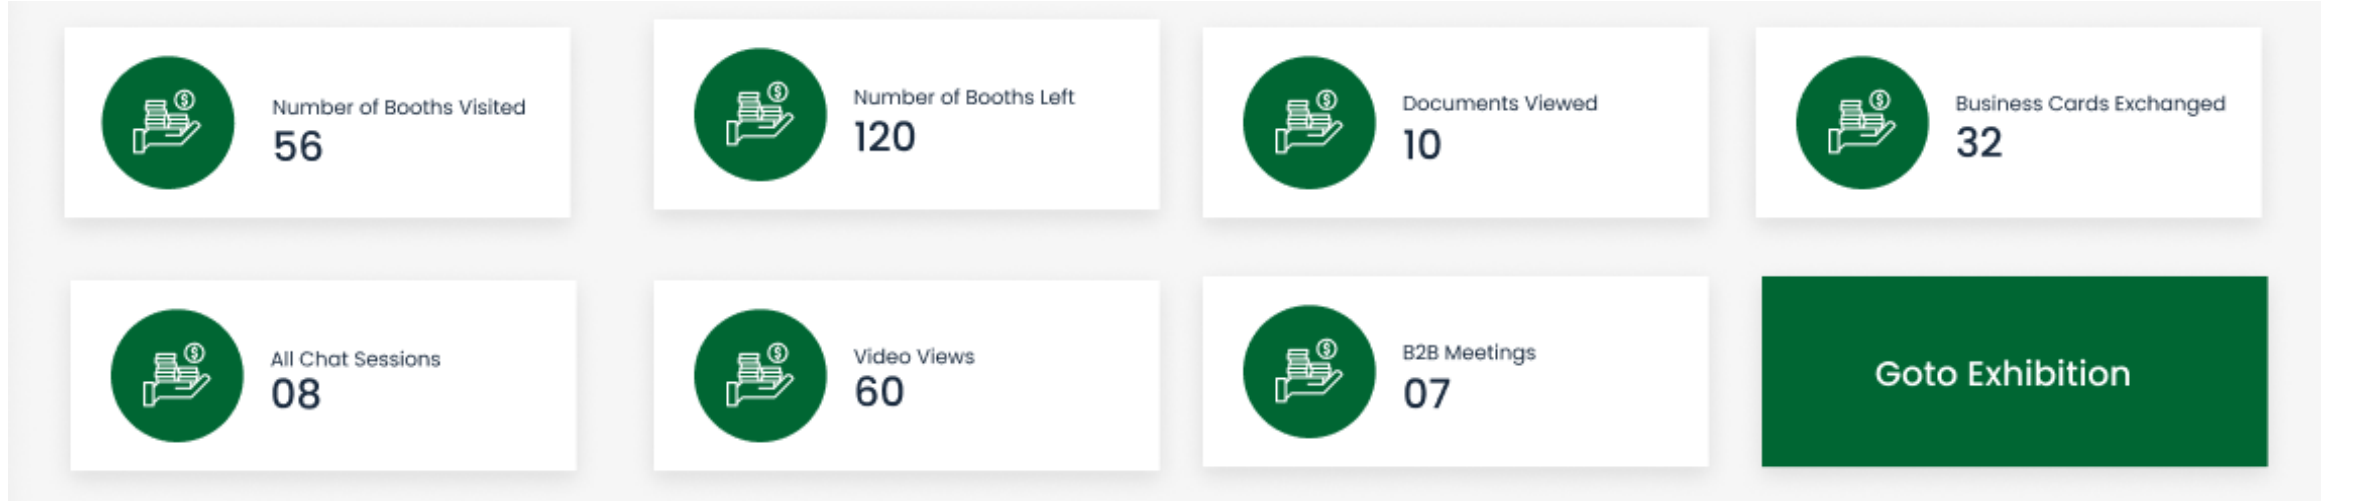 Number of Booths Visited
56
Number of Booths Left
120
Documents Viewed
10
Business Cards Exchanged
32
All Chat Sessions
08
Video Views
60
B2B Meetings
07
Goto Exhibition